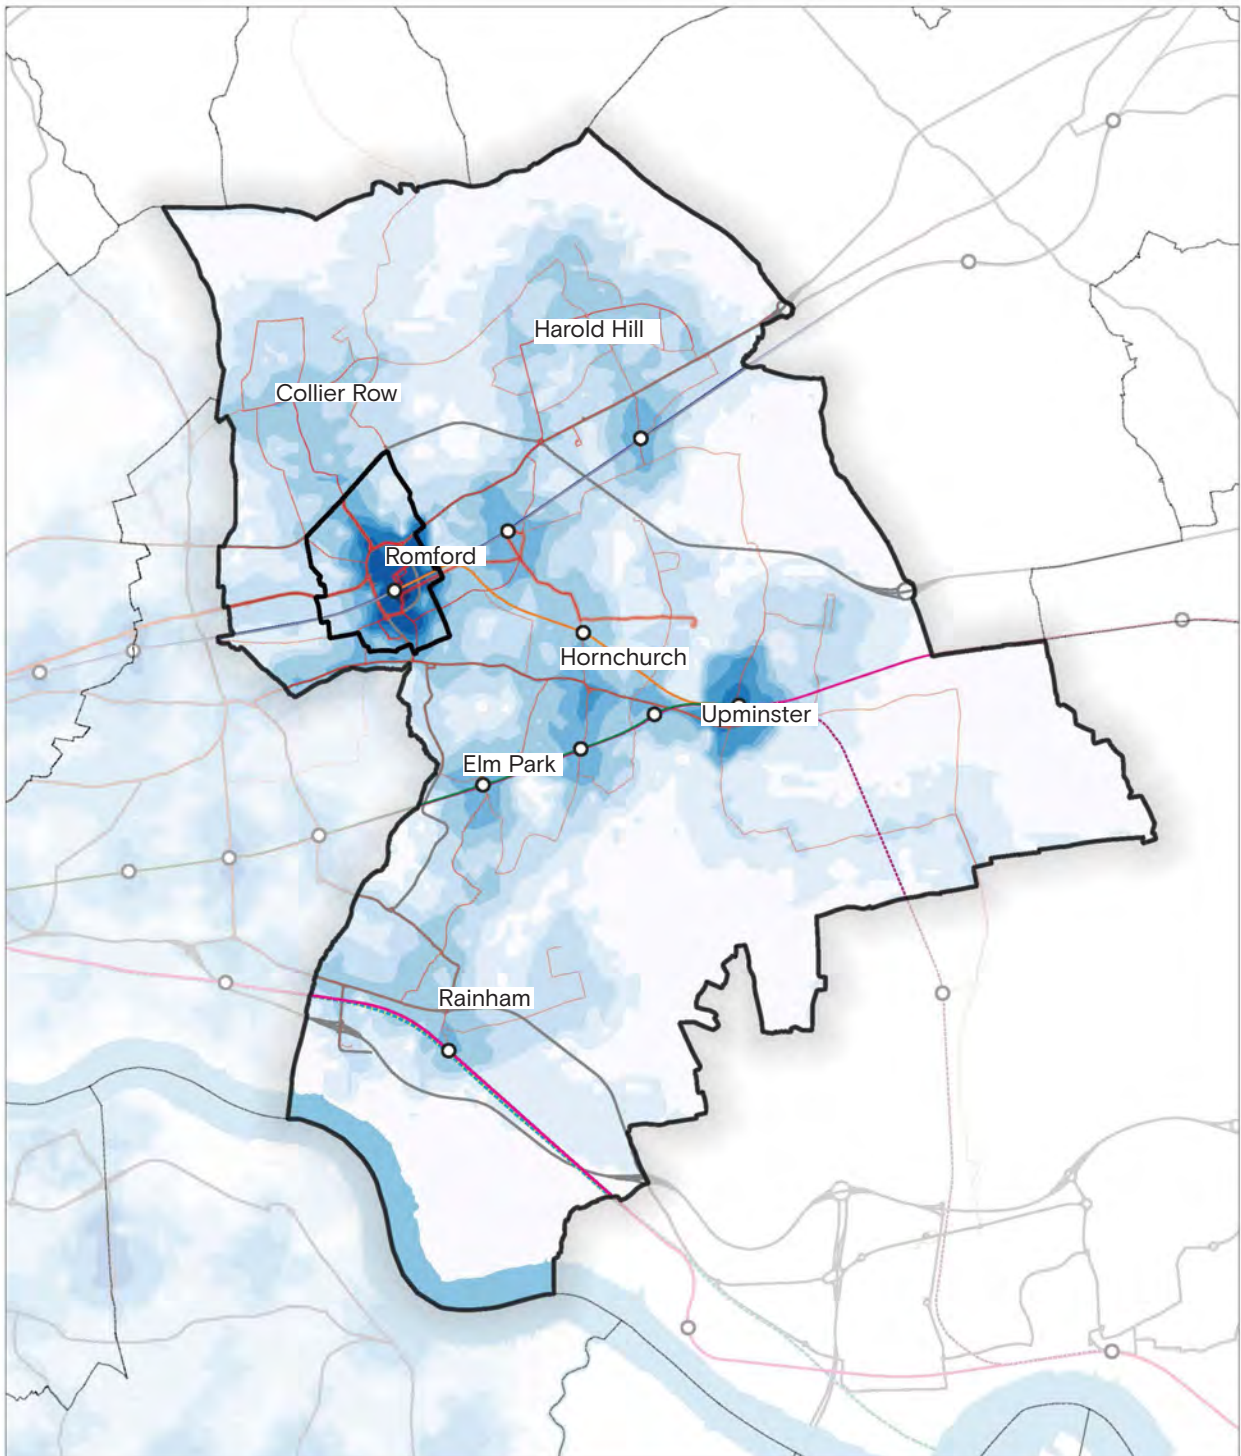 Harold Hill
Collier Row
Romford
Hornchurch
Upminster
Elm Park
Rainham